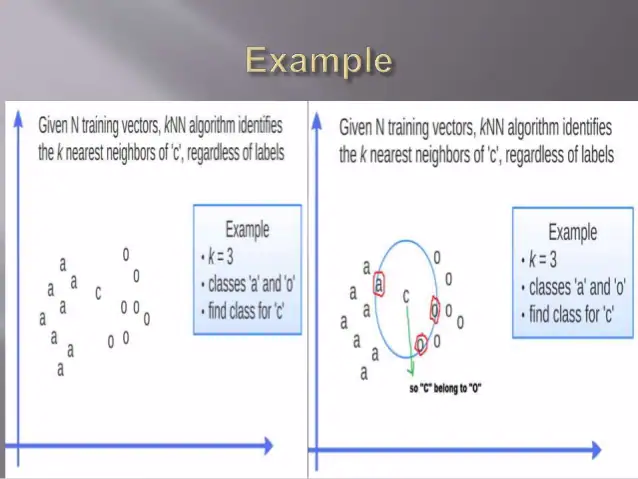 Example
Given N training vectors, kNN algorithm identifies
the k nearest neighbors of 'c', regardless of labels
Example
• k = 3
• classes 'a' and 'o'
• find class for 'c'
a
o
a
o
a
c
a
o o
a
o
a
o
o
a
a
Given N training vectors, kNN algorithm identifies
the k nearest neighbors of 'c', regardless of labels
Example
• k = 3
• classes 'a' and 'o'
• find class for 'c'
o
a
a
o
a
c
a
o
o
a
o
a
o
o
a
a
so "C" belong to "O"